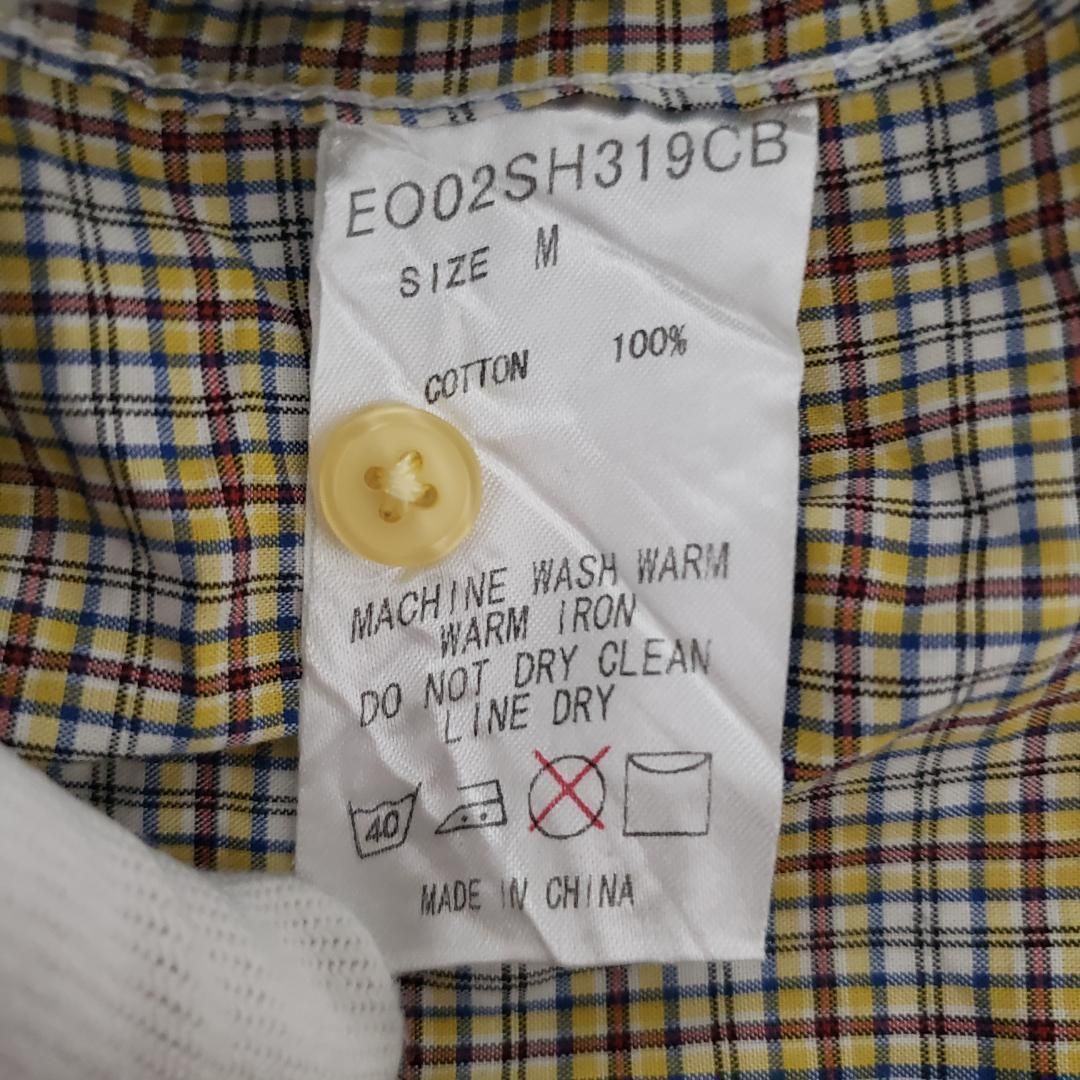 EO02SH319CB
SIZE M
COTTON 100%
MACHINE WASH WARM
WARM IRON
DO NOT DRY CLEAN
LINE DRY
40
MADE IN CHINA